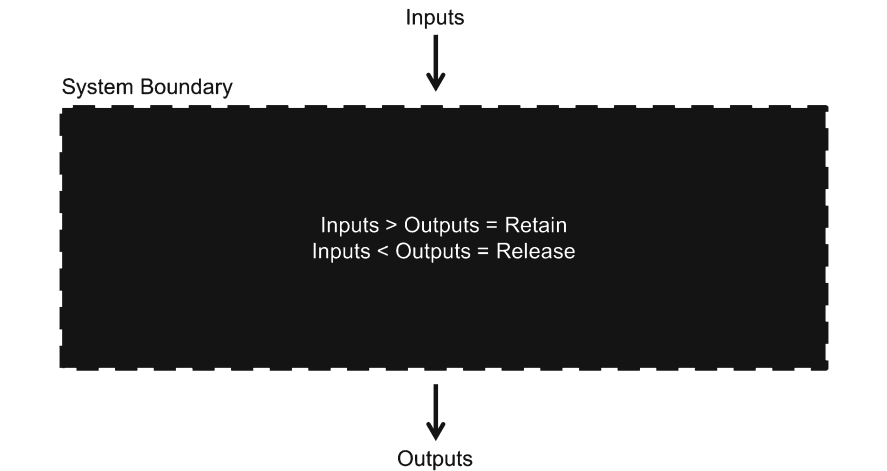 Inputs
System Boundary
Inputs > Outputs = Retain
Inputs < Outputs = Release
Outputs